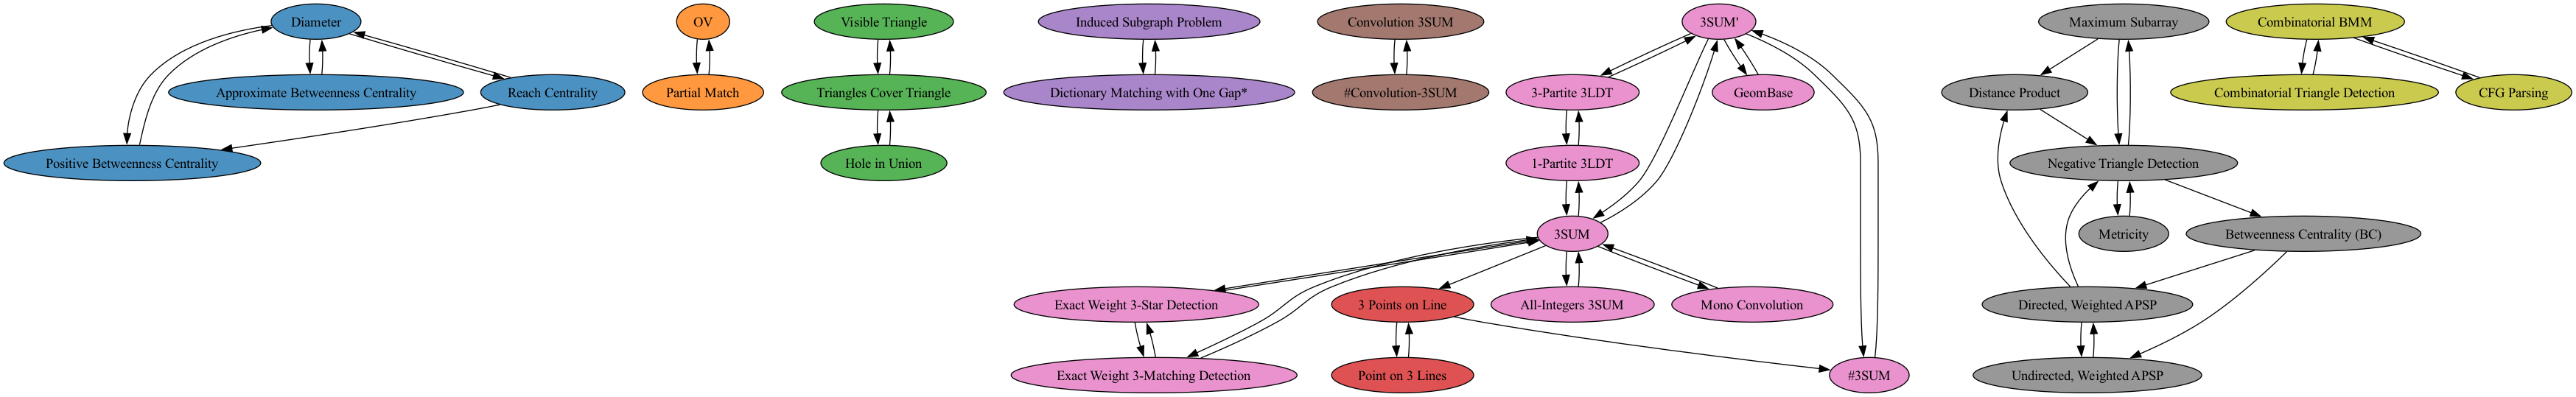 Diameter
OV
Visible Triangle
Induced Subgraph Problem
Convolution 3SUM
3SUM'
Maximum Subarray
Combinatorial BMM
Approximate Betweenness Centrality
Reach Centrality
Partial Match
Triangles Cover Triangle
Dictionary Matching with One Gap*
#Convolution-3SUM
3-Partite 3LDT
GeomBase
Distance Product
Combinatorial Triangle Detection
CFG Parsing
Positive Betweenness Centrality
Hole in Union
1-Partite 3LDT
Negative Triangle Detection
3SUM
Metricity
Betweenness Centrality (BC)
Exact Weight 3-Star Detection
3 Points on Line
All-Integers 3SUM
Mono Convolution
Directed, Weighted APSP
Exact Weight 3-Matching Detection
Point on 3 Lines
#3SUM
Undirected, Weighted APSP